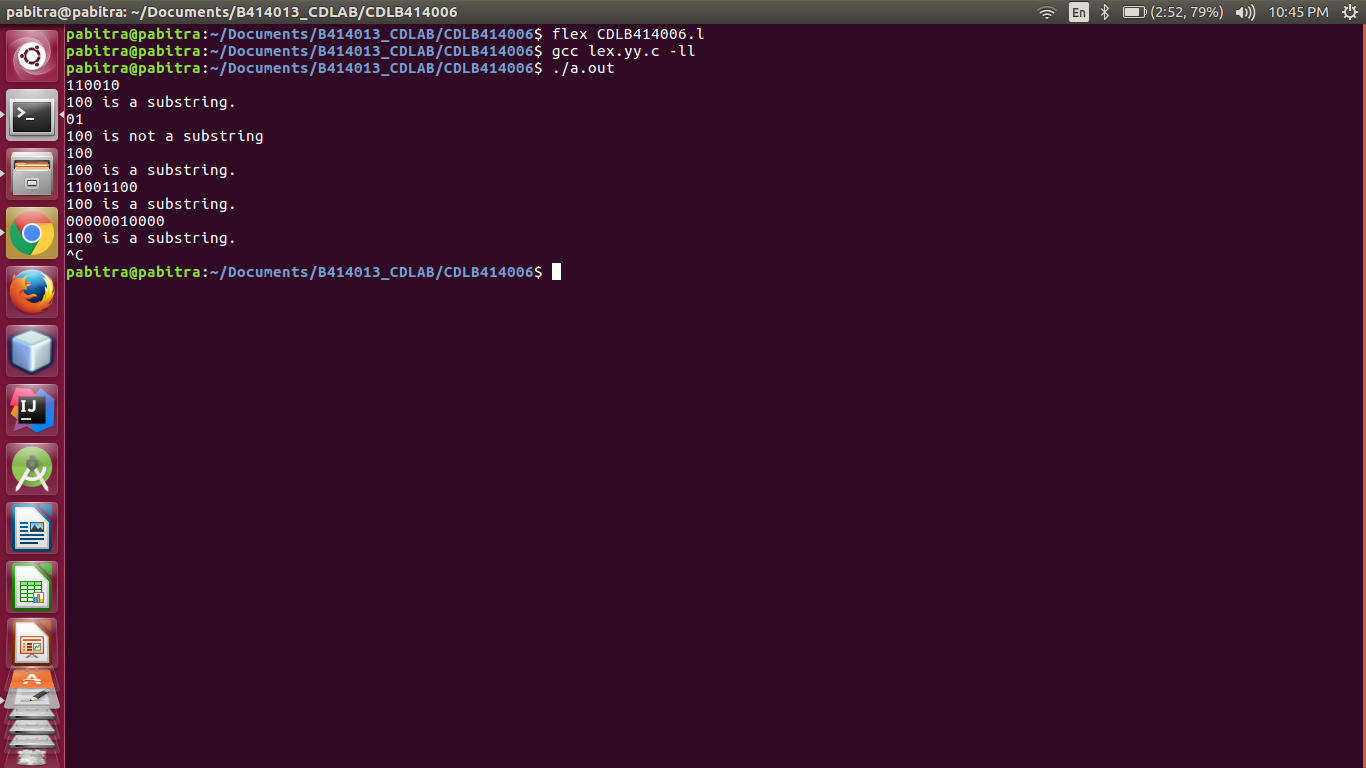 pabitra@pabitra: ~/Documents/B414013_CDLAB/CDLB414006
En
(2:52, 79%)
10:45 PM
pabitra@pabitra:~/Documents/B414013_CDLAB/CDLB414006$ flex CDLB414006.l
pabitra@pabitra:~/Documents/B414013_CDLAB/CDLB414006$ gcc lex.yy.c -ll
pabitra@pabitra:~/Documents/B414013_CDLAB/CDLB414006$ ./a.out
110010
100 is a substring.
01
100 is not a substring
100
100 is a substring.
11001100
100 is a substring.
00000010000
100 is a substring.
^C
pabitra@pabitra:~/Documents/B414013_CDLAB/CDLB414006$
>_
IJ